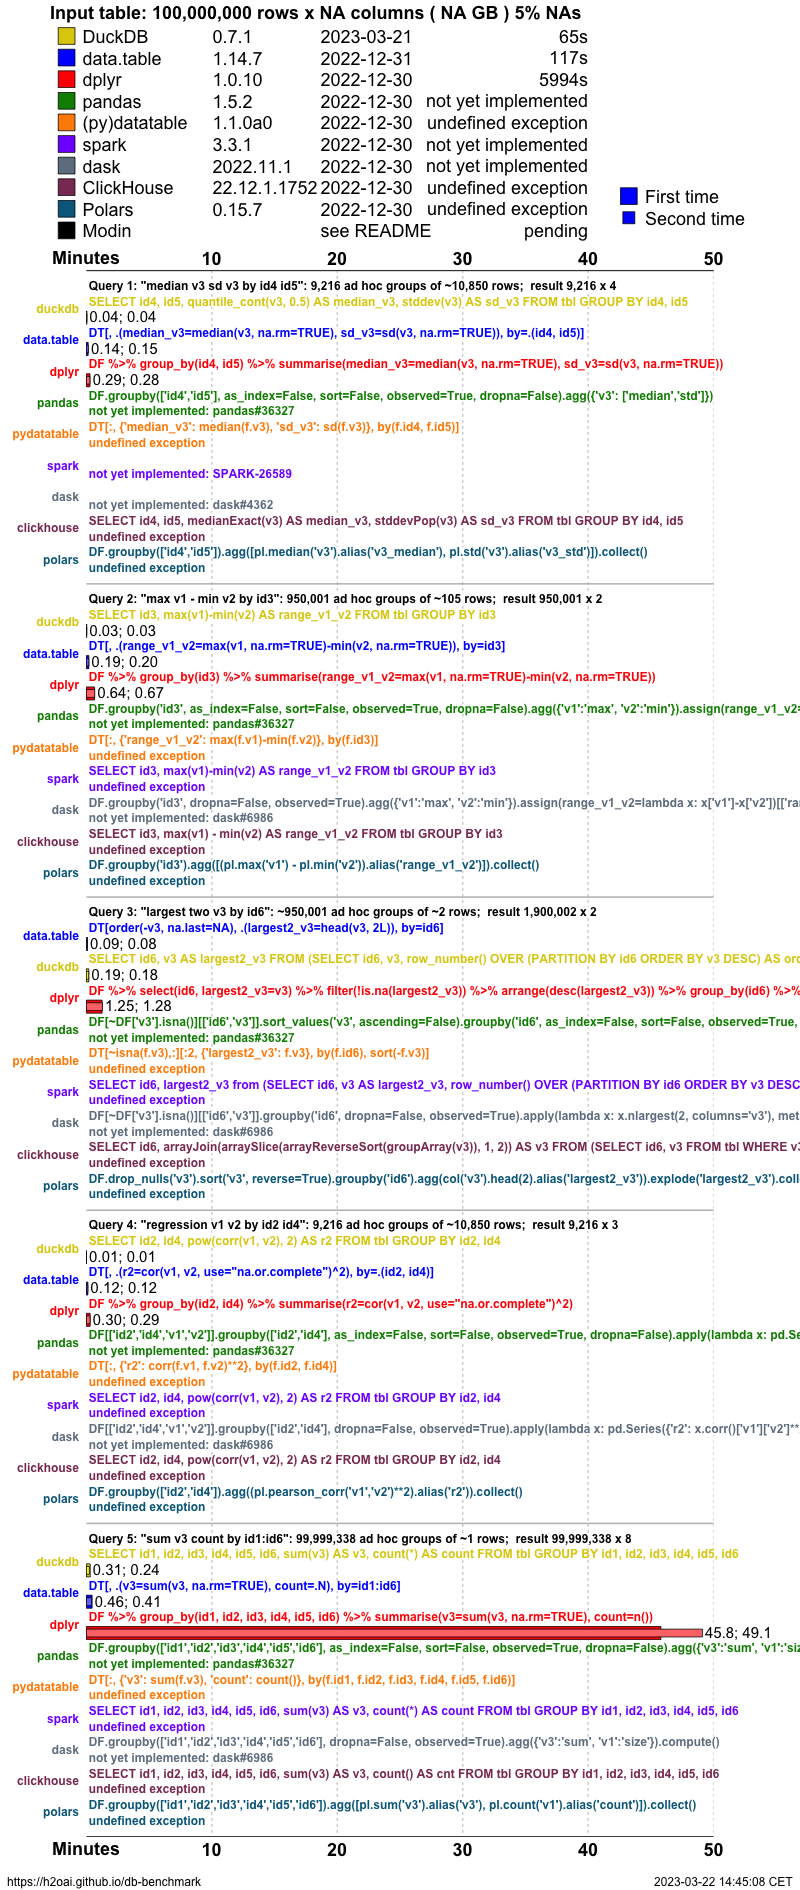 Input table: 100,000,000 rows x NA columns ( NA GB ) 5% NAs
DuckDB 0.7.1 2023-03-21 65s
data.table 1.14.7 2022-12-31 117s
dplyr 1.0.10 2022-12-30 5994s
pandas 1.5.2 2022-12-30 not yet implemented
(py)datatable 1.1.0a0 2022-12-30 undefined exception
spark 3.3.1 2022-12-30 not yet implemented
dask 2022.11.1 2022-12-30 not yet implemented
ClickHouse 22.12.1.1752 2022-12-30 undefined exception
Polars 0.15.7 2022-12-30 undefined exception
Modin see README pending
First time
Second time
Minutes 10 20 30 40 50
Query 1: "median v3 sd v3 by id4 id5": 9,216 ad hoc groups of ~10,850 rows; result 9,216 x 4
duckdb SELECT id4, id5, quantile_cont(v3, 0.5) AS median_v3, stddev(v3) AS sd_v3 FROM tbl GROUP BY id4, id5
0.04; 0.04
data.table DT[, .(median_v3=median(v3, na.rm=TRUE), sd_v3=sd(v3, na.rm=TRUE)), by=.(id4, id5)]
0.14; 0.15
dplyr DF %>% group_by(id4, id5) %>% summarise(median_v3=median(v3, na.rm=TRUE), sd_v3=sd(v3, na.rm=TRUE))
0.29; 0.28
pandas DF.groupby(['id4','id5'], as_index=False, sort=False, observed=True, dropna=False).agg({'v3': ['median','std']})
not yet implemented: pandas#36327
pydatatable DT[:, {'median_v3': median(f.v3), 'sd_v3': sd(f.v3)}, by(f.id4, f.id5)]
undefined exception
spark
not yet implemented: SPARK-26589
dask
not yet implemented: dask#4362
clickhouse SELECT id4, id5, medianExact(v3) AS median_v3, stddevPop(v3) AS sd_v3 FROM tbl GROUP BY id4, id5
undefined exception
polars DF.groupby(['id4','id5']).agg([pl.median('v3').alias('v3_median'), pl.std('v3').alias('v3_std')]).collect()
undefined exception
Query 2: "max v1 - min v2 by id3": 950,001 ad hoc groups of ~105 rows; result 950,001 x 2
duckdb SELECT id3, max(v1)-min(v2) AS range_v1_v2 FROM tbl GROUP BY id3
0.03; 0.03
data.table DT[, .(range_v1_v2=max(v1, na.rm=TRUE)-min(v2, na.rm=TRUE)), by=id3]
0.19; 0.20
dplyr DF %>% group_by(id3) %>% summarise(range_v1_v2=max(v1, na.rm=TRUE)-min(v2, na.rm=TRUE))
0.64; 0.67
pandas DF.groupby('id3', as_index=False, sort=False, observed=True, dropna=False).agg({'v1':'max', 'v2':'min'}).assign(range_v1_v2=
not yet implemented: pandas#36327
pydatatable DT[:, {'range_v1_v2': max(f.v1)-min(f.v2)}, by(f.id3)]
undefined exception
spark SELECT id3, max(v1)-min(v2) AS range_v1_v2 FROM tbl GROUP BY id3
undefined exception
dask DF.groupby('id3', dropna=False, observed=True).agg({'v1':'max', 'v2':'min'}).assign(range_v1_v2=lambda x: x['v1']-x['v2'])[['ran
not yet implemented: dask#6986
clickhouse SELECT id3, max(v1) - min(v2) AS range_v1_v2 FROM tbl GROUP BY id3
undefined exception
polars DF.groupby('id3').agg([(pl.max('v1') - pl.min('v2')).alias('range_v1_v2')]).collect()
undefined exception
Query 3: "largest two v3 by id6": ~950,001 ad hoc groups of ~2 rows; result 1,900,002 x 2
data.table DT[order(-v3, na.last=NA), .(largest2_v3=head(v3, 2L)), by=id6]
0.09; 0.08
duckdb SELECT id6, v3 AS largest2_v3 FROM (SELECT id6, v3, row_number() OVER (PARTITION BY id6 ORDER BY v3 DESC) AS orc
0.19; 0.18
dplyr DF %>% select(id6, largest2_v3=v3) %>% filter(!is.na(largest2_v3)) %>% arrange(desc(largest2_v3)) %>% group_by(id6) %>%
1.25; 1.28
pandas DF[~DF['v3'].isna()][['id6','v3']].sort_values('v3', ascending=False).groupby('id6', as_index=False, sort=False, observed=True,
not yet implemented: pandas#36327
pydatatable DT[~isna(f.v3),:][:2, {'largest2_v3': f.v3}, by(f.id6), sort(-f.v3)]
undefined exception
spark SELECT id6, largest2_v3 from (SELECT id6, v3 AS largest2_v3, row_number() OVER (PARTITION BY id6 ORDER BY v3 DESC
undefined exception
dask DF[~DF['v3'].isna()][['id6','v3']].groupby('id6', dropna=False, observed=True).apply(lambda x: x.nlargest(2, columns='v3'), met
not yet implemented: dask#6986
clickhouse SELECT id6, arrayJoin(arraySlice(arrayReverseSort(groupArray(v3)), 1, 2)) AS v3 FROM (SELECT id6, v3 FROM tbl WHERE v3
undefined exception
polars DF.drop_nulls('v3').sort('v3', reverse=True).groupby('id6').agg(col('v3').head(2).alias('largest2_v3')).explode('largest2_v3').coll
undefined exception
Query 4: "regression v1 v2 by id2 id4": 9,216 ad hoc groups of ~10,850 rows; result 9,216 x 3
duckdb SELECT id2, id4, pow(corr(v1, v2), 2) AS r2 FROM tbl GROUP BY id2, id4
0.01; 0.01
data.table DT[, .(r2=cor(v1, v2, use="na.or.complete")^2), by=.(id2, id4)]
0.12; 0.12
dplyr DF %>% group_by(id2, id4) %>% summarise(r2=cor(v1, v2, use="na.or.complete")^2)
0.30; 0.29
pandas DF[['id2','id4','v1','v2']].groupby(['id2','id4'], as_index=False, sort=False, observed=True, dropna=False).apply(lambda x: pd.Se
not yet implemented: pandas#36327
pydatatable DT[:, {'r2': corr(f.v1, f.v2)**2}, by(f.id2, f.id4)]
undefined exception
spark SELECT id2, id4, pow(corr(v1, v2), 2) AS r2 FROM tbl GROUP BY id2, id4
undefined exception
dask DF[['id2','id4','v1','v2']].groupby(['id2','id4'], dropna=False, observed=True).apply(lambda x: pd.Series({'r2': x.corr()['v1']['v2']**
not yet implemented: dask#6986
clickhouse SELECT id2, id4, pow(corr(v1, v2), 2) AS r2 FROM tbl GROUP BY id2, id4
undefined exception
polars DF.groupby(['id2','id4']).agg((pl.pearson_corr('v1','v2')**2).alias('r2')).collect()
undefined exception
Query 5: "sum v3 count by id1:id6": 99,999,338 ad hoc groups of ~1 rows; result 99,999,338 x 8
duckdb SELECT id1, id2, id3, id4, id5, id6, sum(v3) AS v3, count(*) AS count FROM tbl GROUP BY id1, id2, id3, id4, id5, id6
0.31; 0.24
data.table DT[, .(v3=sum(v3, na.rm=TRUE), count=.N), by=id1:id6]
0.46; 0.41
dplyr DF %>% group_by(id1, id2, id3, id4, id5, id6) %>% summarise(v3=sum(v3, na.rm=TRUE), count=n())
45.8; 49.1
pandas DF.groupby(['id1','id2','id3','id4','id5','id6'], as_index=False, sort=False, observed=True, dropna=False).agg({'v3':'sum', 'v1':'siz
not yet implemented: pandas#36327
pydatatable DT[:, {'v3': sum(f.v3), 'count': count()}, by(f.id1, f.id2, f.id3, f.id4, f.id5, f.id6)]
undefined exception
spark SELECT id1, id2, id3, id4, id5, id6, sum(v3) AS v3, count(*) AS count FROM tbl GROUP BY id1, id2, id3, id4, id5, id6
undefined exception
dask DF.groupby(['id1','id2','id3','id4','id5','id6'], dropna=False, observed=True).agg({'v3':'sum', 'v1':'size'}).compute()
not yet implemented: dask#6986
clickhouse SELECT id1, id2, id3, id4, id5, id6, sum(v3) AS v3, count() AS cnt FROM tbl GROUP BY id1, id2, id3, id4, id5, id6
undefined exception
polars DF.groupby(['id1','id2','id3','id4','id5','id6']).agg([pl.sum('v3').alias('v3'), pl.count('v1').alias('count')]).collect()
undefined exception
Minutes 10 20 30 40 50
https://h2oai.github.io/db-benchmark 2023-03-22 14:45:08 CET